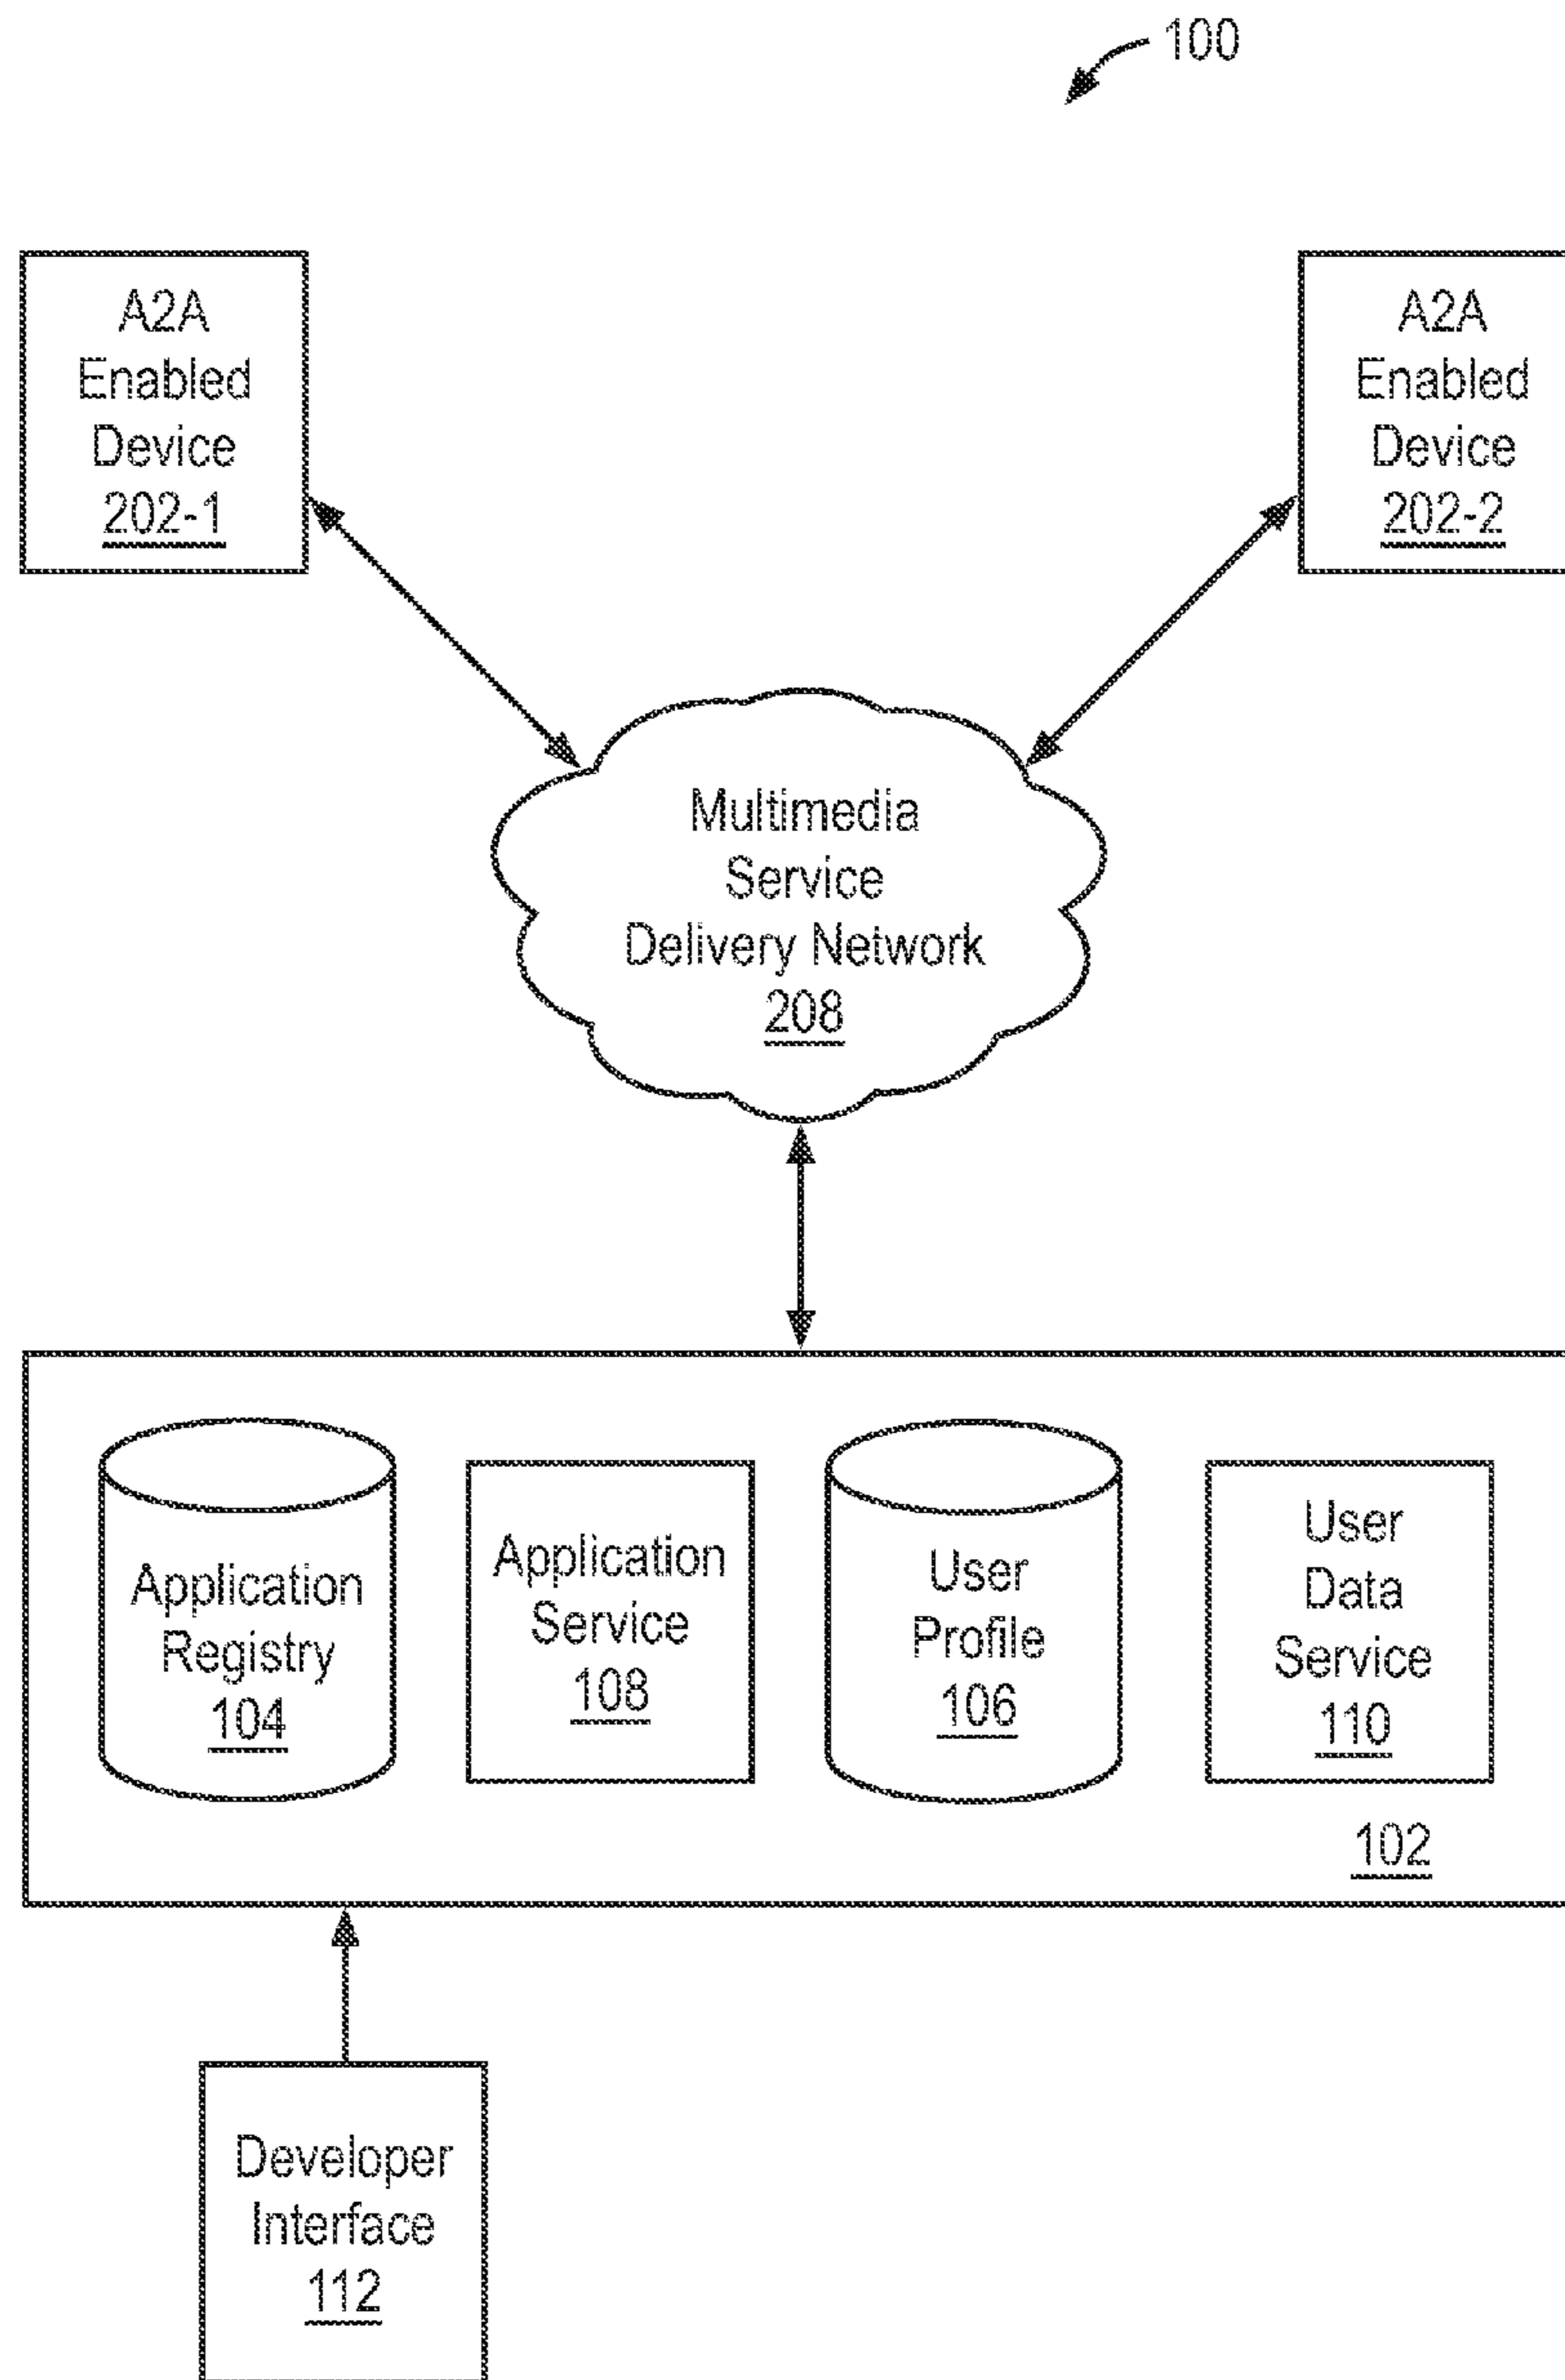 100
A2A
Enabled
Device
202-1
A2A
Enabled
Device
202-2
Multimedia
Service
Delivery Network
208
Application
Registry
104
Application
Service
108
User
Profile
106
User
Data
Service
110
102
Developer
Interface
112